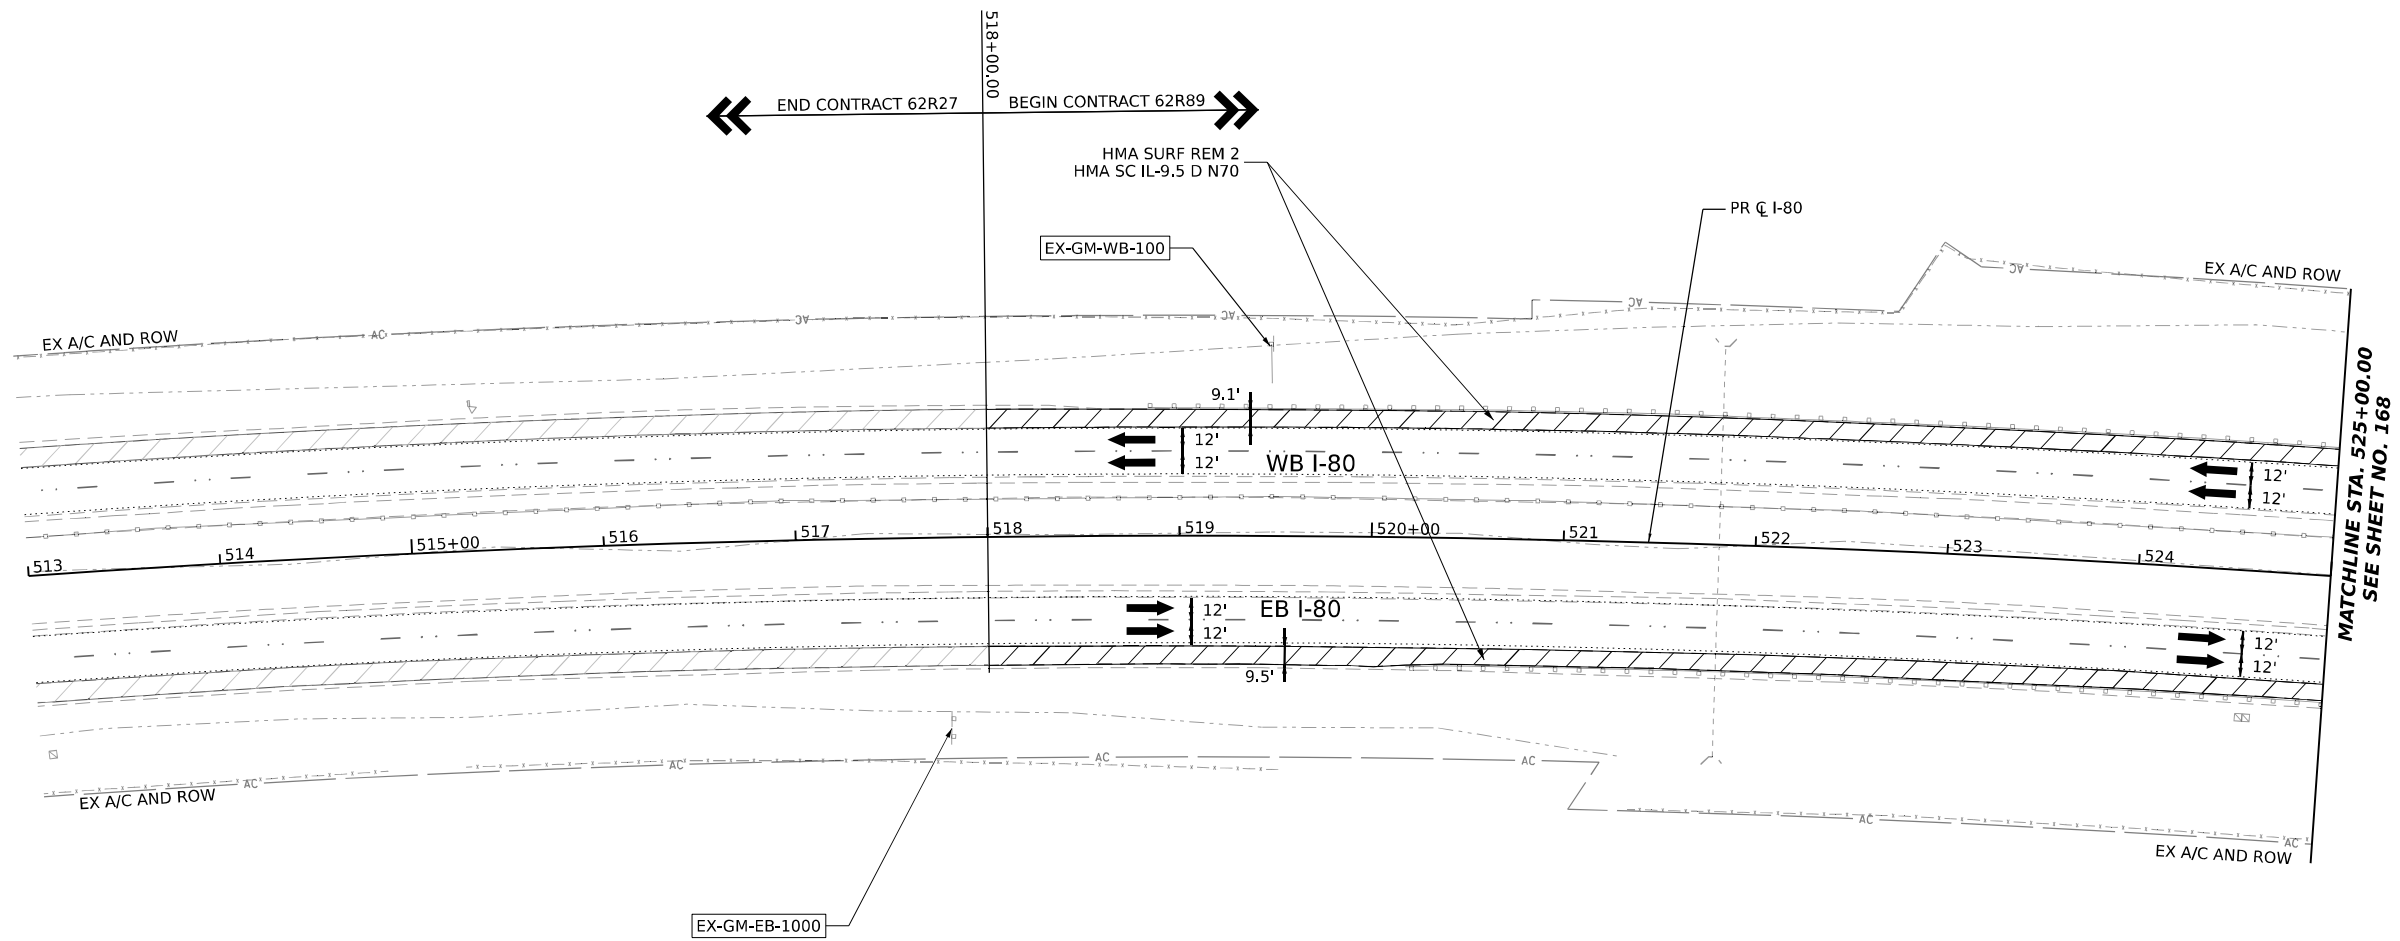 518+00.00
END CONTRACT 62R27
BEGIN CONTRACT 62R89
HMA SURF REM 2
HMA SC IL-9.5 D N70
PR ℄ I-80
EX-GM-WB-100
EX A/C AND ROW
EX A/C AND ROW
AC
AC
AC
AC
AC
9.1'
12'
12'
WB I-80
12'
12'
MATCHLINE STA. 525+00.00
SEE SHEET NO. 168
513
514
515+00
516
517
518
519
520+00
521
522
523
524
12'
12'
EB I-80
9.5'
12'
12'
AC
AC
AC
AC
AC
AC
EX A/C AND ROW
EX A/C AND ROW
EX-GM-EB-1000